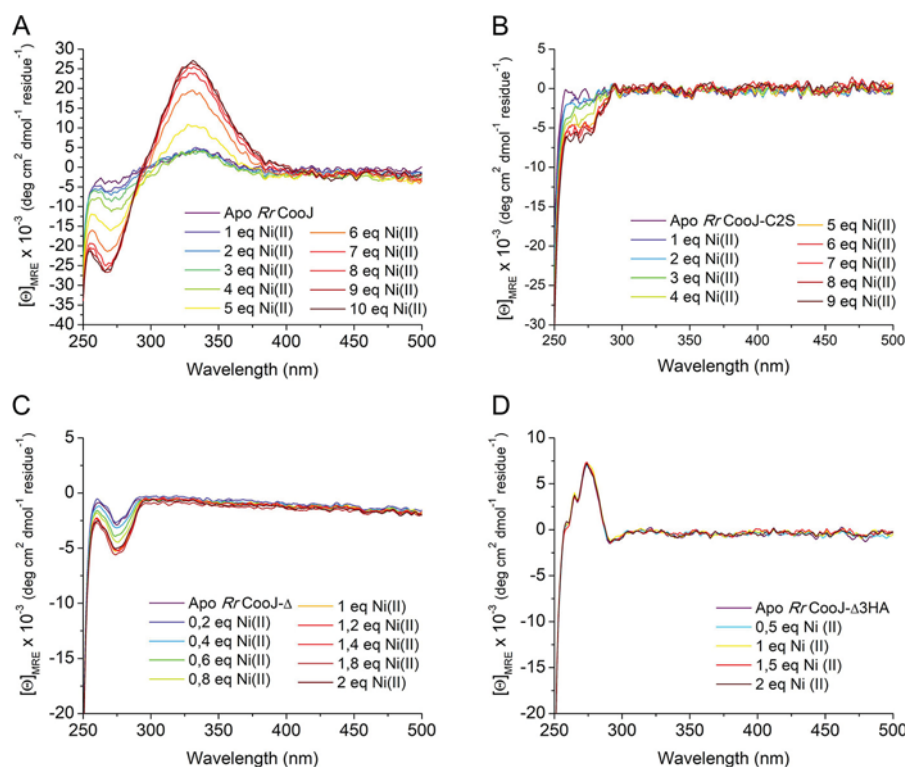 A
[Θ]MRE x 10-3 (deg cm2 dmol-1 residue-1)
30
25
20
15
10
5
0
-5
-10
-15
-20
-25
-30
-35
-40
Apo Rr CooJ
1 eq Ni(II)
2 eq Ni(II)
3 eq Ni(II)
4 eq Ni(II)
5 eq Ni(II)
6 eq Ni(II)
7 eq Ni(II)
8 eq Ni(II)
9 eq Ni(II)
10 eq Ni(II)
250 300 350 400 450 500
Wavelength (nm)
B
[Θ]MRE x 10-3 (deg cm2 dmol-1 residue-1)
5
0
-5
-10
-15
-20
-25
-30
Apo Rr CooJ-C2S
1 eq Ni(II)
2 eq Ni(II)
3 eq Ni(II)
4 eq Ni(II)
5 eq Ni(II)
6 eq Ni(II)
7 eq Ni(II)
8 eq Ni(II)
9 eq Ni(II)
250 300 350 400 450 500
Wavelength (nm)
C
[Θ]MRE x 10-3 (deg cm2 dmol-1 residue-1)
5
0
-5
-10
-15
-20
Apo Rr CooJ-Δ
0,2 eq Ni(II)
0,4 eq Ni(II)
0,6 eq Ni(II)
0,8 eq Ni(II)
1 eq Ni(II)
1,2 eq Ni(II)
1,4 eq Ni(II)
1,8 eq Ni(II)
2 eq Ni(II)
250 300 350 400 450 500
Wavelength (nm)
D
[Θ]MRE x 10-3 (deg cm2 dmol-1 residue-1)
10
5
0
-5
-10
-15
-20
Apo Rr CooJ-Δ3HA
0,5 eq Ni (II)
1 eq Ni (II)
1,5 eq Ni (II)
2 eq Ni (II)
250 300 350 400 450 500
Wavelength (nm)